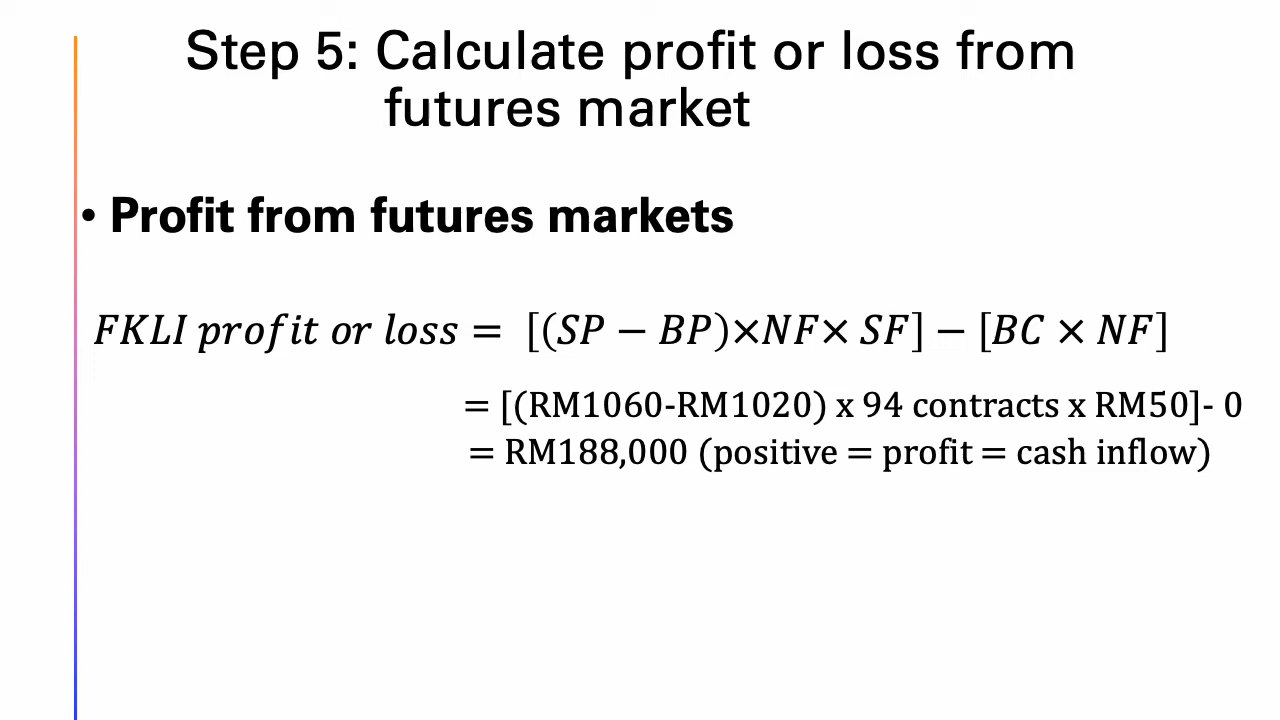 Step 5: Calculate profit or loss from
futures market
• Profit from futures markets
FKLI profit or loss = [(SP − BP)×NF× SF] − [BC × NF]
= [(RM1060-RM1020) x 94 contracts x RM50]- 0
= RM188,000 (positive = profit = cash inflow)